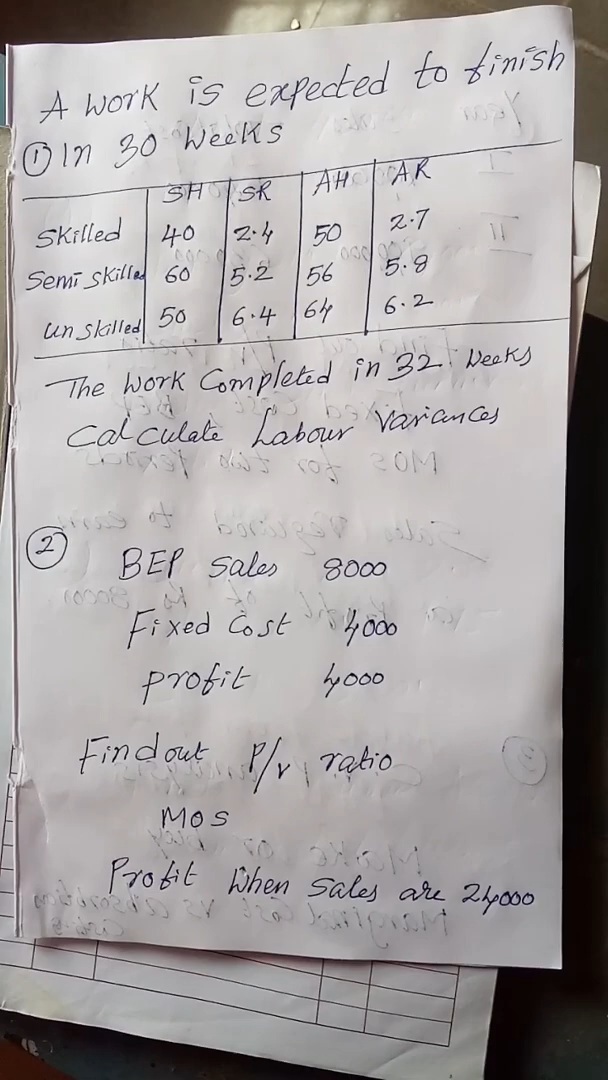 A work is expected to finish
① In 30 Weeks
SH SR AH AR
Skilled 40 2.4 50 2.7
Semi skilled 60 5.2 56 5.8
unskilled 50 6.4 64 6.2
The work Completed in 32 Weeks
Calculate Labour Variances
② BEP Sales 8000
Fixed Cost 4000
profit 4000
Findout P/v ratio
MOS
Profit When Sales are 24000